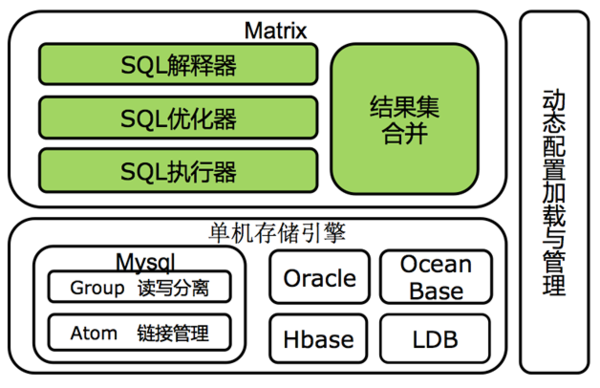 Matrix
SQL解释器
SQL优化器
SQL执行器
结果集
合并
单机存储引擎
Mysql
Group 读写分离
Atom 链接管理
Oracle
Ocean
Base
Hbase
LDB
动态配置加载与管理